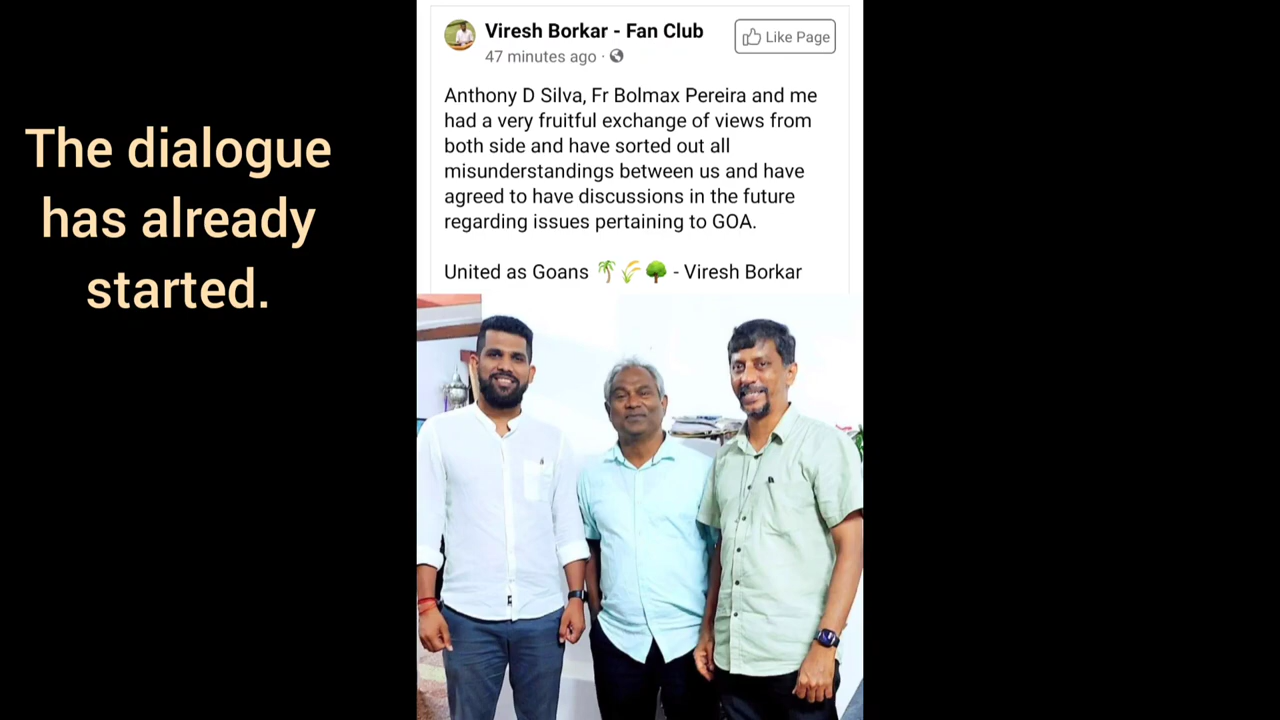 The dialogue
has already
started.
Viresh Borkar - Fan Club
Like Page
47 minutes ago ·
Anthony D Silva, Fr Bolmax Pereira and me
had a very fruitful exchange of views from
both side and have sorted out all
misunderstandings between us and have
agreed to have discussions in the future
regarding issues pertaining to GOA.
United as Goans 🌴🌾🌳 - Viresh Borkar